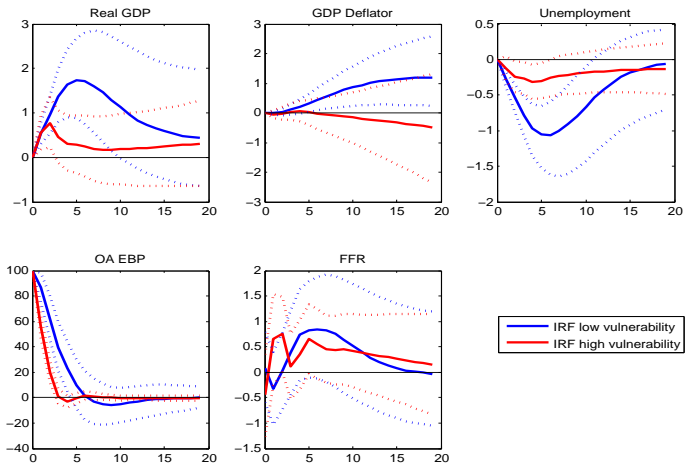 Real GDP
GDP Deflator
Unemployment
4
3
2
1
0
−1
0 5 10 15 20
3
2
1
0
−1
−2
−3
0 5 10 15 20
0.5
0
−0.5
−1
−1.5
−2
0 5 10 15 20
OA EBP
FFR
100
80
60
40
20
0
−20
−40
0 5 10 15 20
2
1.5
1
0.5
0
−0.5
−1
−1.5
0 5 10 15 20
IRF low vulnerability
IRF high vulnerability